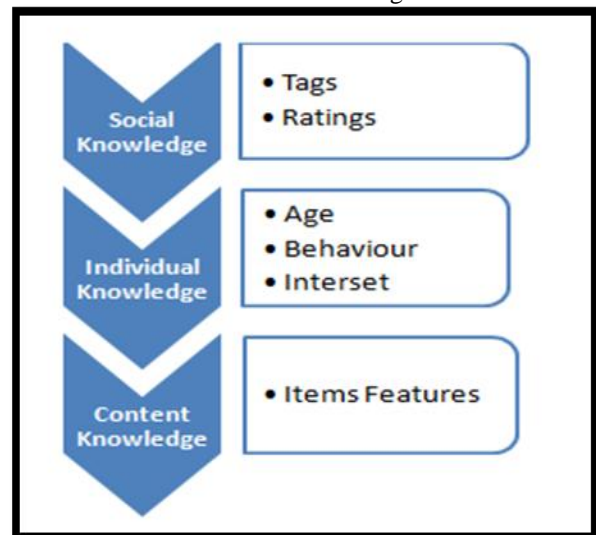 Social
Knowledge
• Tags
• Ratings
Individual
Knowledge
• Age
• Behaviour
• Interset
Content
Knowledge
• Items Features